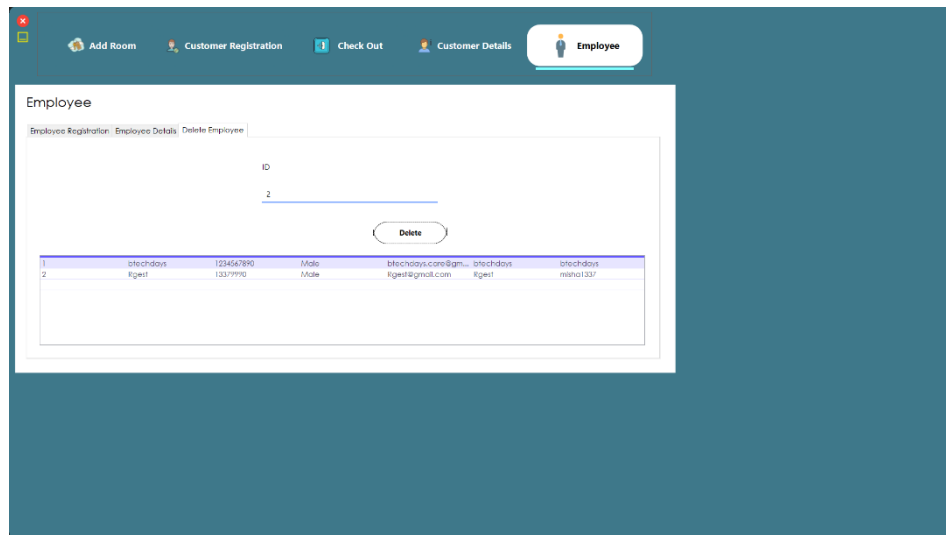 Add Room Customer Registration Check Out Customer Details Employee
Employee
Employee Registration Employee Details Delete Employee
ID
2
Delete
1 btechdays 1234567890 Male btechdays.care@gm... btechdays btechdays
2 Rgest 13379990 Male Rgest@gmail.com Rgest misha1337